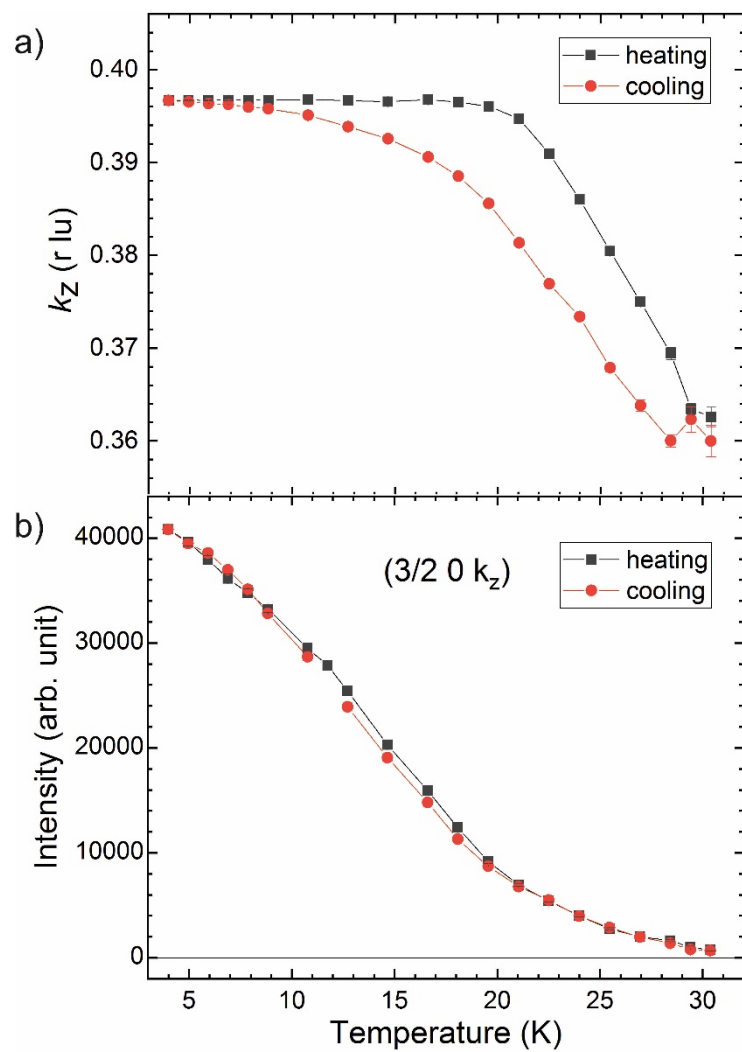 a)
heating
cooling
0.40
0.39
0.38
0.37
0.36
kz (r lu)
b)
heating
cooling
(3/2 0 kz)
40000
30000
20000
10000
0
Intensity (arb. unit)
5 10 15 20 25 30
Temperature (K)